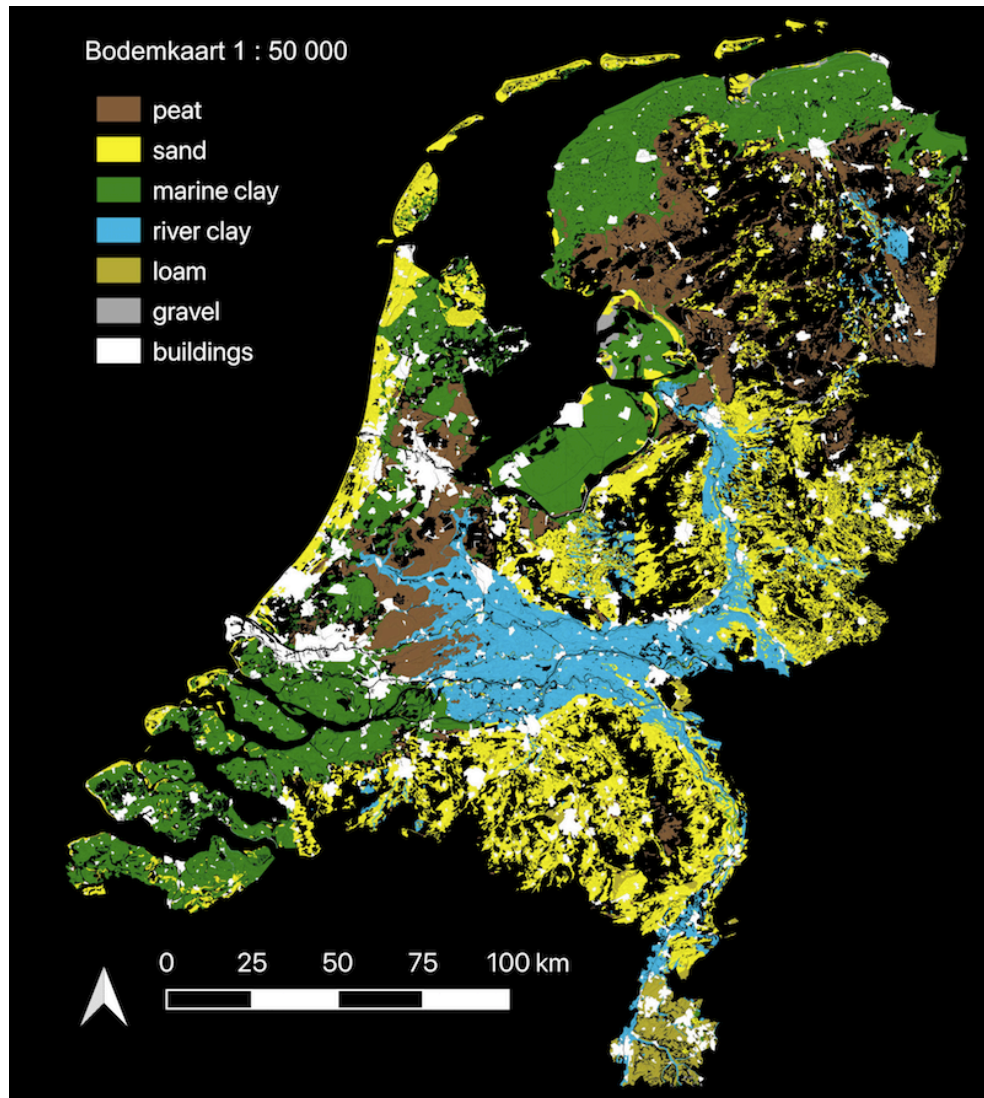 Bodemkaart 1 : 50 000
peat
sand
marine clay
river clay
loam
gravel
buildings
0 25 50 75 100 km